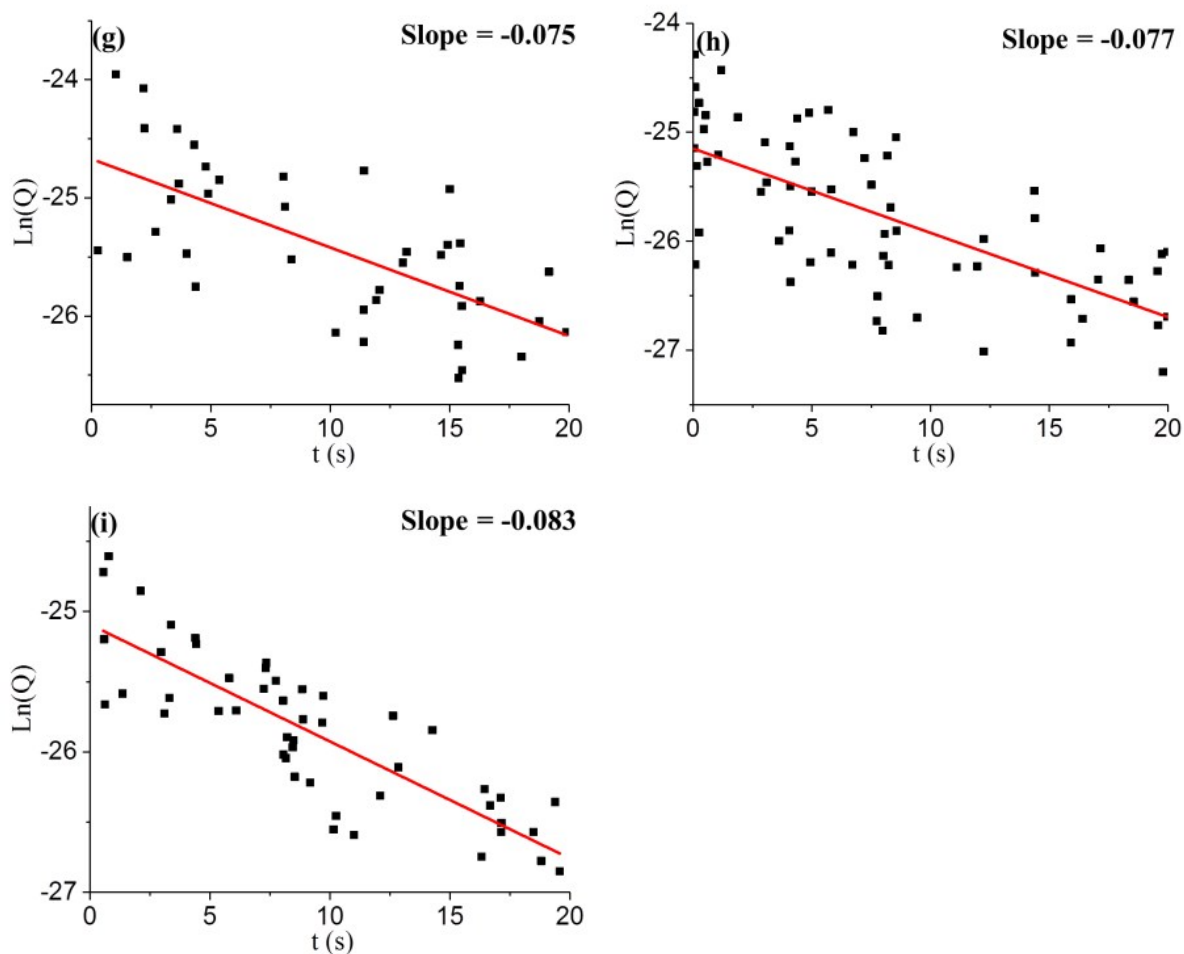 (g) Slope = -0.075
-24
-25
-26
Ln(Q)
0 5 10 15 20
t (s)
(h) Slope = -0.077
-24
-25
-26
-27
Ln(Q)
0 5 10 15 20
t (s)
(i) Slope = -0.083
-25
-26
-27
Ln(Q)
0 5 10 15 20
t (s)